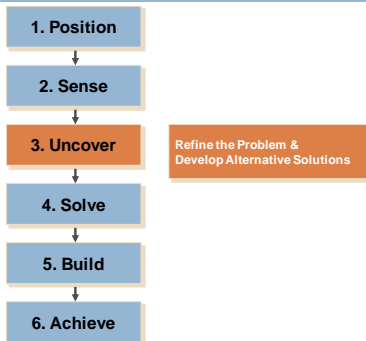 1. Position
2. Sense
3. Uncover
Refine the Problem &
Develop Alternative Solutions
4. Solve
5. Build
6. Achieve